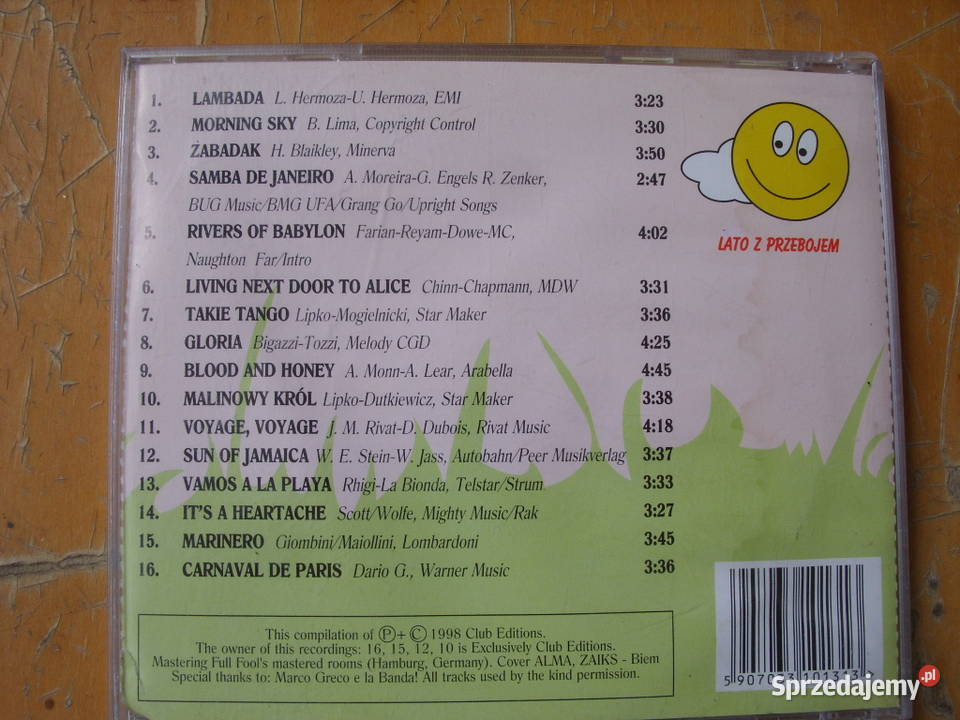 1. LAMBADA L. Hermoza-U. Hermoza, EMI 3:23
2. MORNING SKY B. Lima, Copyright Control 3:30
3. ZABADAK H. Blaikley, Minerva 3:50
4. SAMBA DE JANEIRO A. Moreira-G. Engels R. Zenker, 2:47
BUG Music/BMG UFA/Grang Go/Upright Songs
5. RIVERS OF BABYLON Farian-Reyam-Dowe-MC, 4:02
Naughton Far/Intro
6. LIVING NEXT DOOR TO ALICE Chinn-Chapmann, MDW 3:31
7. TAKIE TANGO Lipko-Mogielnicki, Star Maker 3:36
8. GLORIA Bigazzi-Tozzi, Melody CGD 4:25
9. BLOOD AND HONEY A. Monn-A. Lear, Arabella 4:45
10. MALINOWY KRÓL Lipko-Dutkiewicz, Star Maker 3:38
11. VOYAGE, VOYAGE J. M. Rivat-D. Dubois, Rivat Music 4:18
12. SUN OF JAMAICA W. E. Stein-W. Jass, Autobahn/Peer Musikverlag 3:37
13. VAMOS A LA PLAYA Rhigi-La Bionda, Telstar/Strum 3:33
14. IT'S A HEARTACHE Scott/Wolfe, Mighty Music/Rak 3:27
15. MARINERO Giombini/Maiollini, Lombardoni 3:45
16. CARNAVAL DE PARIS Dario G., Warner Music 3:36
LATO Z PRZEBOJEM
This compilation of Ⓟ+© 1998 Club Editions.
The owner of this recordings: 16, 15, 12, 10 is Exclusively Club Editions.
Mastering Full Fool's mastered rooms (Hamburg, Germany). Cover ALMA, ZAIKS - Biem
Special thanks to: Marco Greco e la Banda! All tracks used by the kind permission.
Sprzedajemy.pl